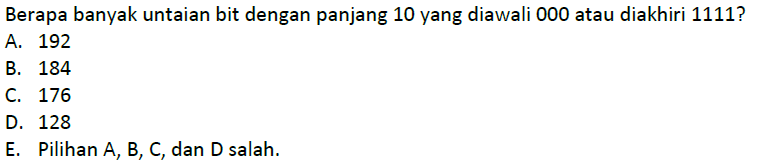 Berapa banyak untaian bit dengan panjang 10 yang diawali 000 atau diakhiri 1111?
A. 192
B. 184
C. 176
D. 128
E. Pilihan A, B, C, dan D salah.